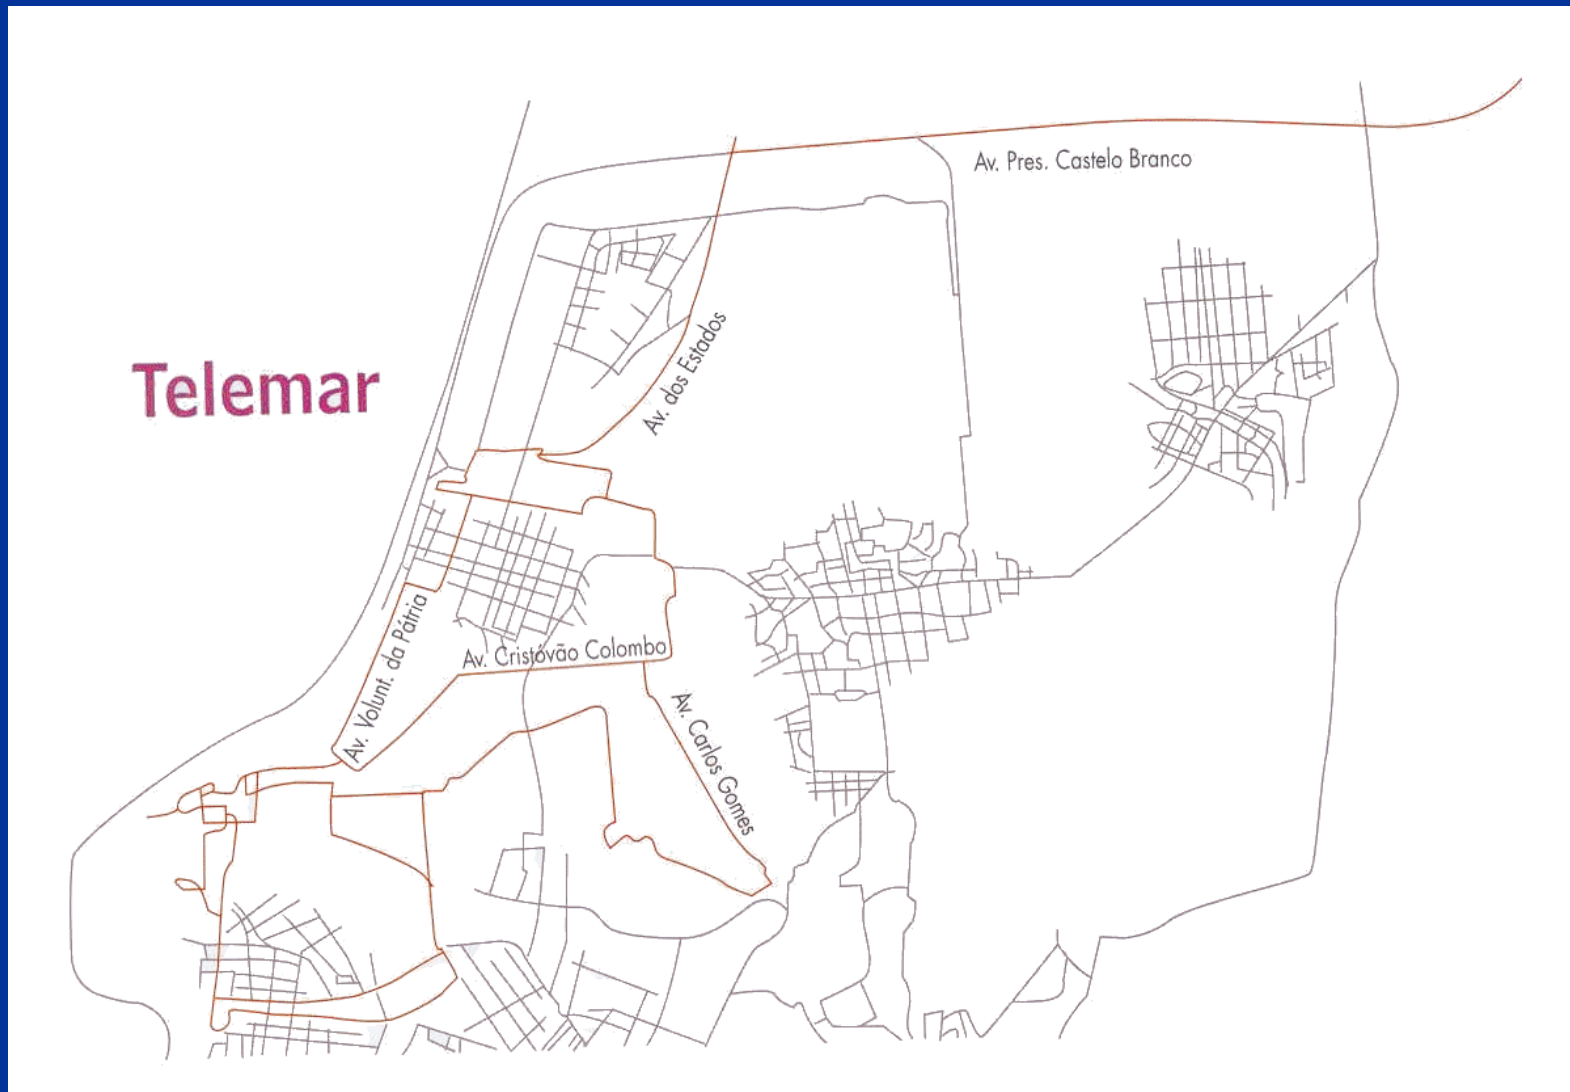 Av. Pres. Castelo Branco
Telemar
Av. dos Estados
Av. Volunt. da Pátria
Av. Cristóvão Colombo
Av. Carlos Gomes